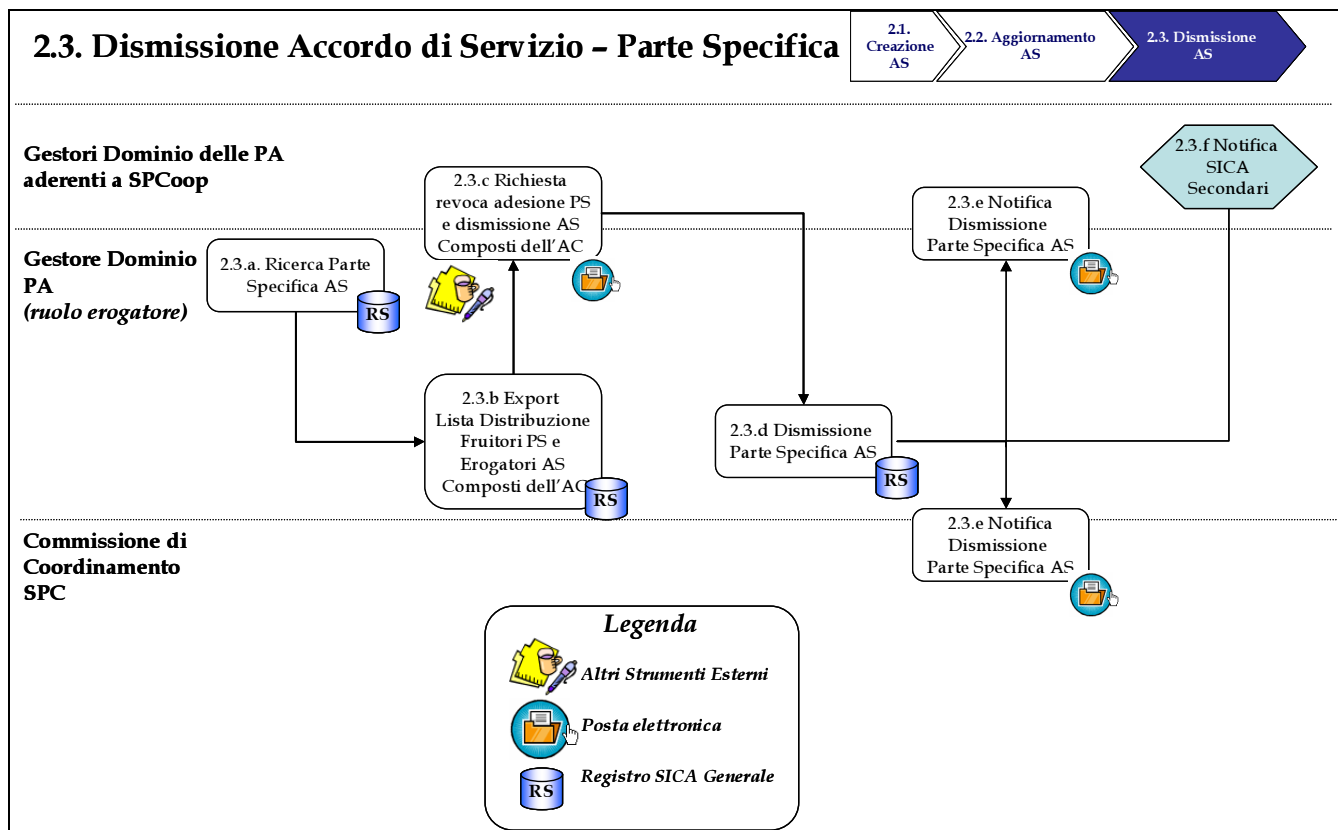 2.3. Dismissione Accordo di Servizio – Parte Specifica
2.1.
Creazione
AS
2.2. Aggiornamento
AS
2.3. Dismissione
AS
Gestori Dominio delle PA
aderenti a SPCoop
2.3.c Richiesta
revoca adesione PS
e dismissione AS
Composti dell'AC
2.3.e Notifica
Dismissione
Parte Specifica AS
2.3.f Notifica
SICA
Secondari
Gestore Dominio
PA
(ruolo erogatore)
2.3.a. Ricerca Parte
Specifica AS
RS
2.3.b Export
Lista Distribuzione
Fruitori PS e
Erogatori AS
Composti dell'AC
RS
2.3.d Dismissione
Parte Specifica AS
RS
Commissione di
Coordinamento
SPC
2.3.e Notifica
Dismissione
Parte Specifica AS
Legenda
Altri Strumenti Esterni
Posta elettronica
Registro SICA Generale
RS